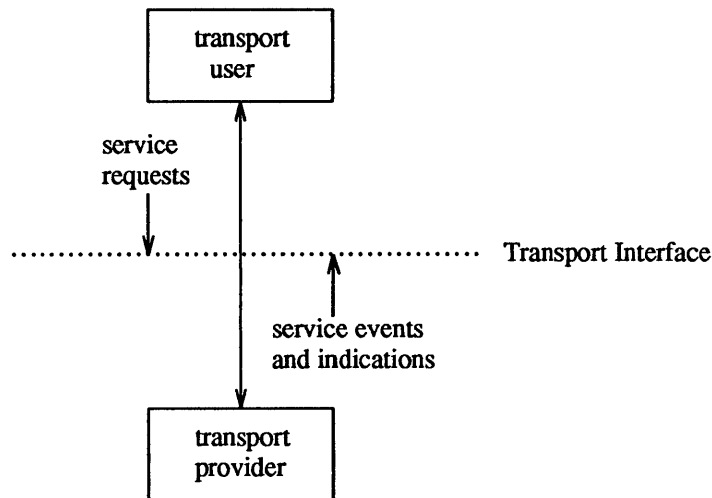 transport
user
service
requests
Transport Interface
service events
and indications
transport
provider